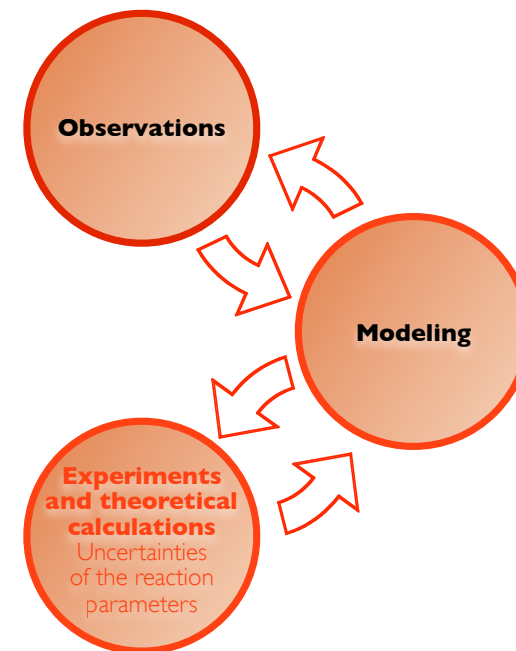 Observations
Modeling
Experiments
and theoretical
calculations
Uncertainties
of the reaction
parameters